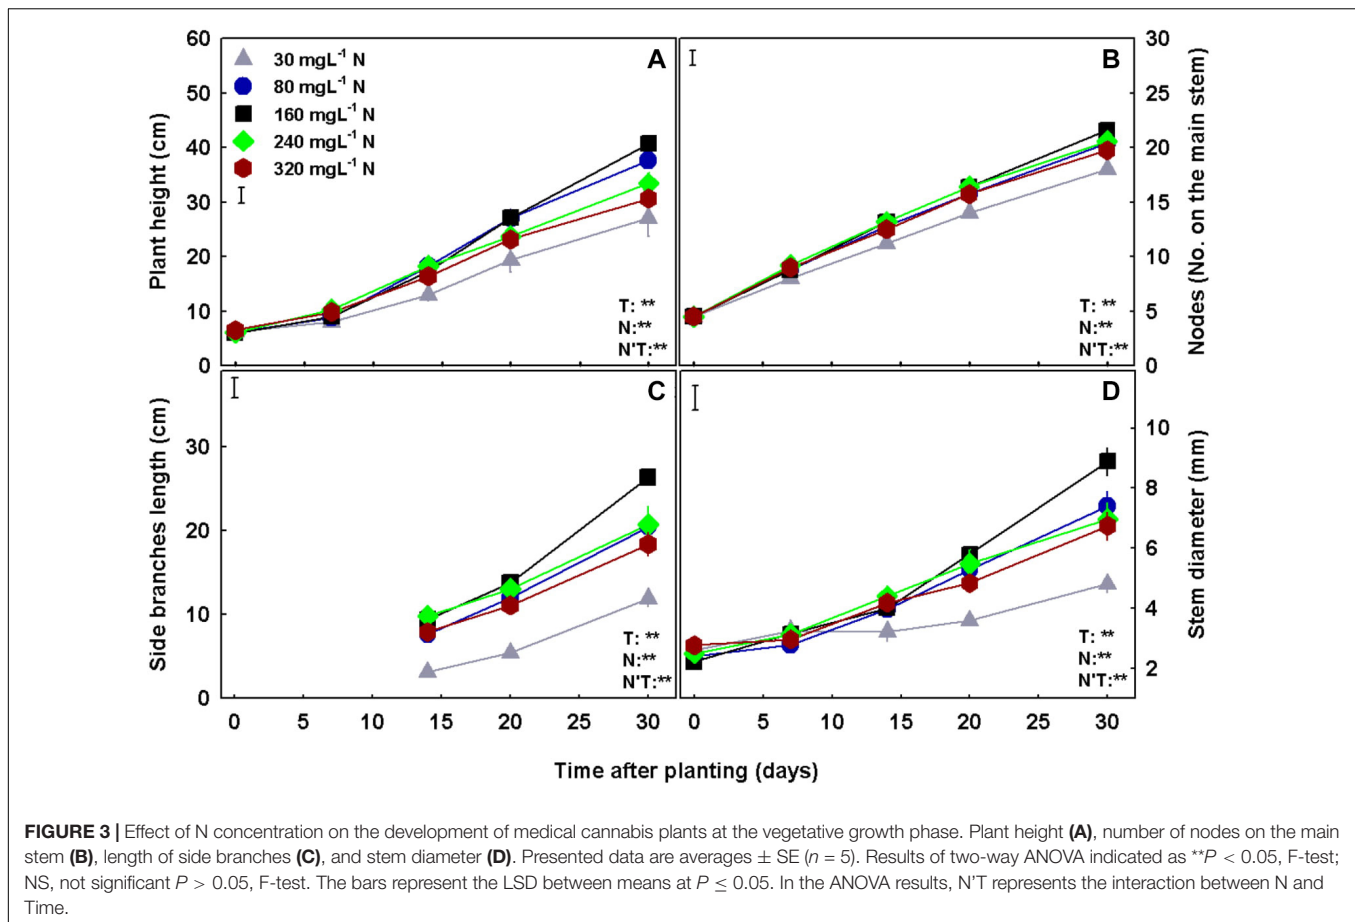 60
50
40
30
20
10
0
Plant height (cm)
30 mgL⁻¹ N
80 mgL⁻¹ N
160 mgL⁻¹ N
240 mgL⁻¹ N
320 mgL⁻¹ N
A
T: **
N:**
N'T:**
B
T: **
N:**
N'T:**
30
25
20
15
10
5
0
Nodes (No. on the main stem)
Side branches length (cm)
30
20
10
0
C
T: **
N:**
N'T:**
D
T: **
N:**
N'T:**
10
8
6
4
2
Stem diameter (mm)
0 5 10 15 20 25 30
0 5 10 15 20 25 30
Time after planting (days)
FIGURE 3 | Effect of N concentration on the development of medical cannabis plants at the vegetative growth phase. Plant height (A), number of nodes on the main
stem (B), length of side branches (C), and stem diameter (D). Presented data are averages ± SE (n = 5). Results of two-way ANOVA indicated as **P < 0.05, F-test;
NS, not significant P > 0.05, F-test. The bars represent the LSD between means at P ≤ 0.05. In the ANOVA results, N'T represents the interaction between N and
Time.